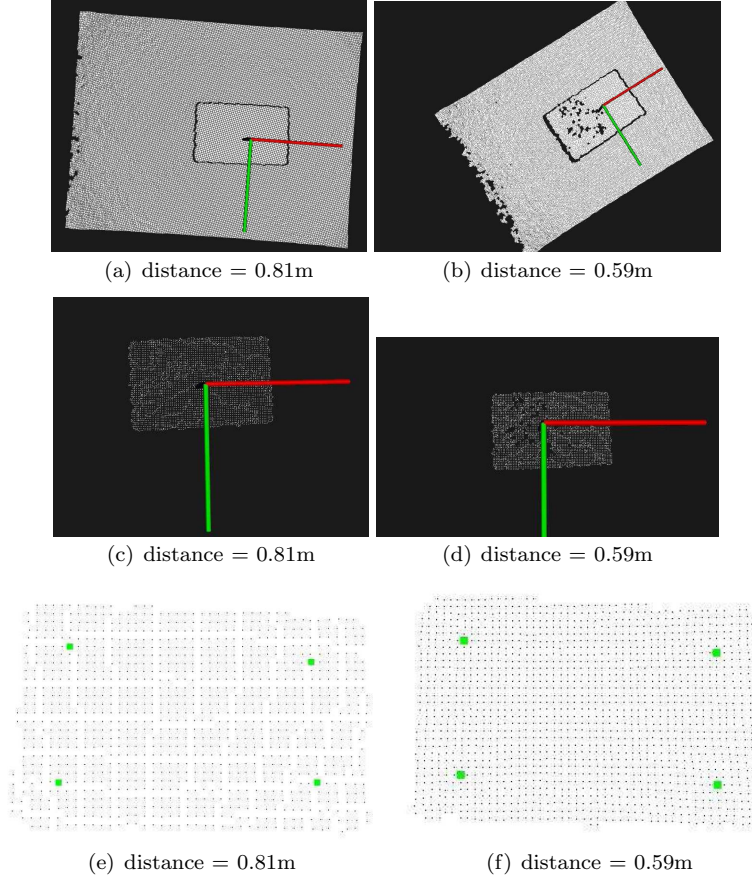 (a) distance = 0.81m
(b) distance = 0.59m
(c) distance = 0.81m
(d) distance = 0.59m
(e) distance = 0.81m
(f) distance = 0.59m